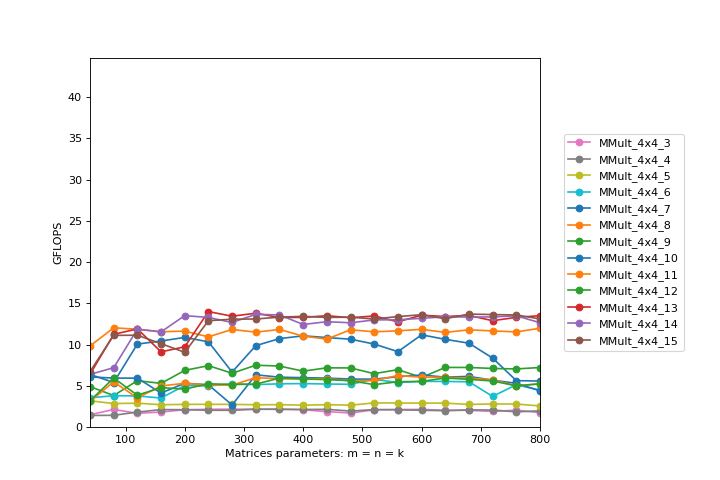 40
35
30
25
20
15
10
5
0
GFLOPS
100 200 300 400 500 600 700 800
Matrices parameters: m = n = k
MMult_4x4_3
MMult_4x4_4
MMult_4x4_5
MMult_4x4_6
MMult_4x4_7
MMult_4x4_8
MMult_4x4_9
MMult_4x4_10
MMult_4x4_11
MMult_4x4_12
MMult_4x4_13
MMult_4x4_14
MMult_4x4_15